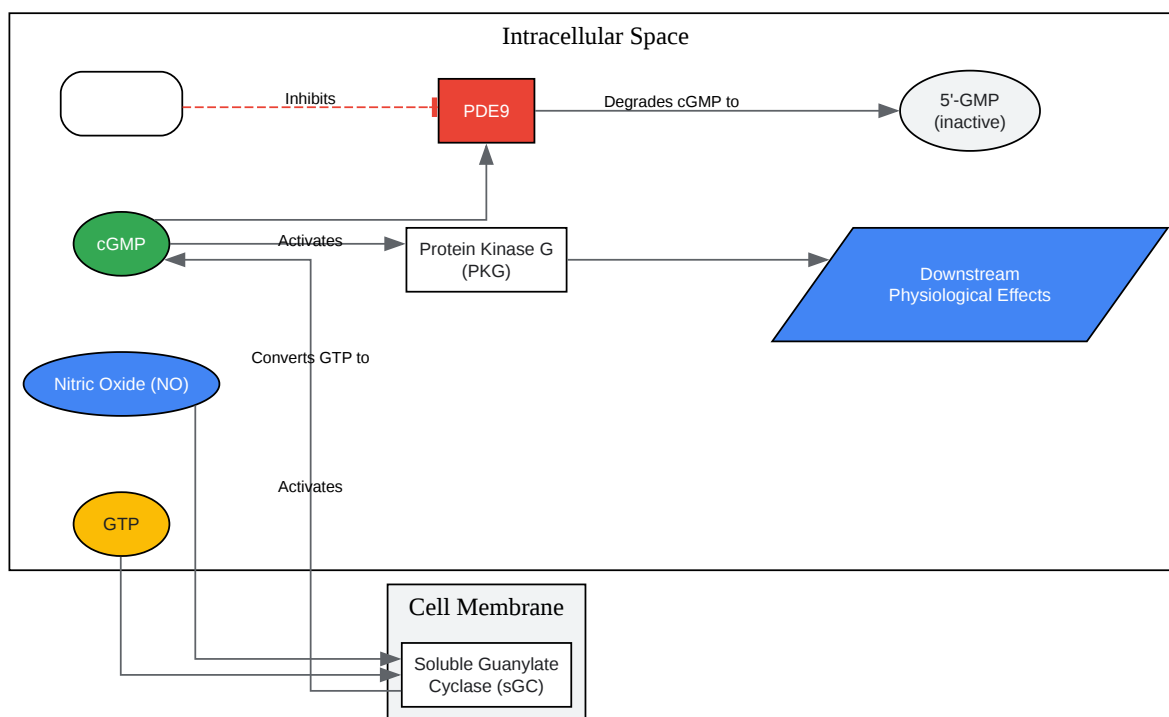 Intracellular Space
Inhibits
PDE9
Degrades cGMP to
5'-GMP
(inactive)
cGMP
Activates
Protein Kinase G
(PKG)
Downstream
Physiological Effects
Converts GTP to
Nitric Oxide (NO)
Activates
GTP
Cell Membrane
Soluble Guanylate
Cyclase (sGC)